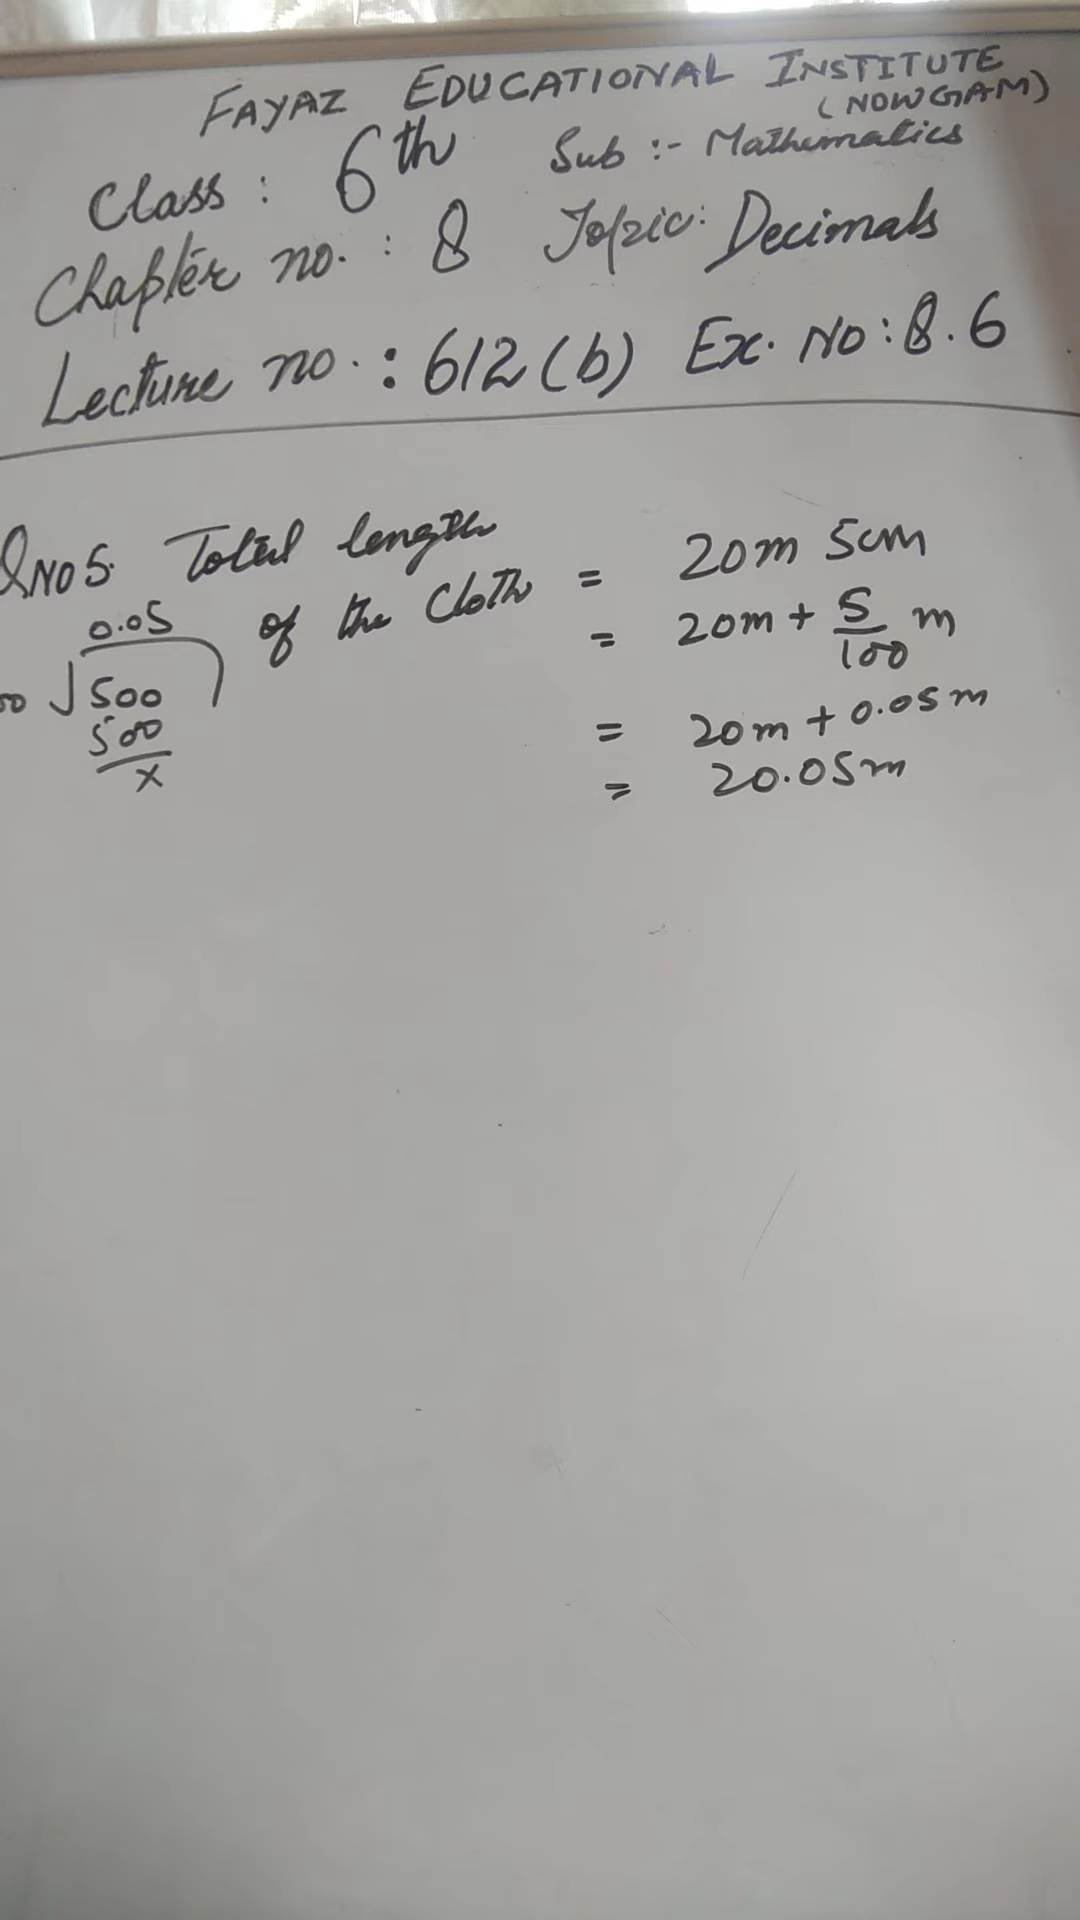 FAYAZ EDUCATIONAL INSTITUTE
(NOWGAM)
Class : 6th Sub :- Mathematics
Chapter no. : 8 Topic: Decimals
Lecture no. : 612 (b) Ex. No : 8.6
QNO5. Total length
of the Cloth = 20m 5cm
= 20m + 5/100 m
= 20m + 0.05m
= 20.05m
0.05
500
500
x